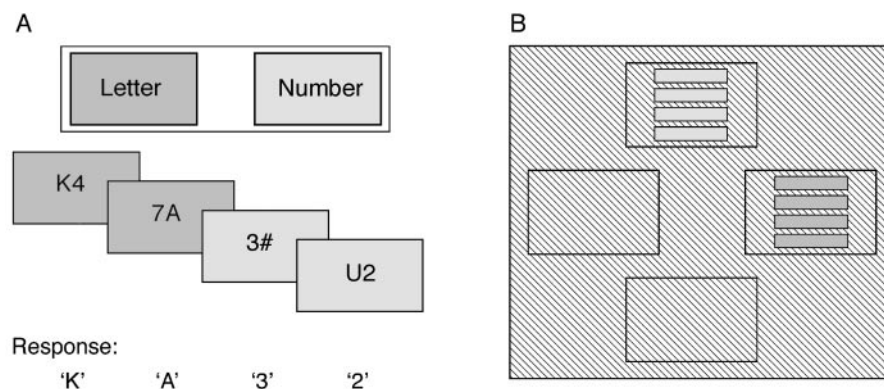 A
B
Letter Number
K4
7A
3#
U2
Response:
‘K’ ‘A’ ‘3’ ‘2’